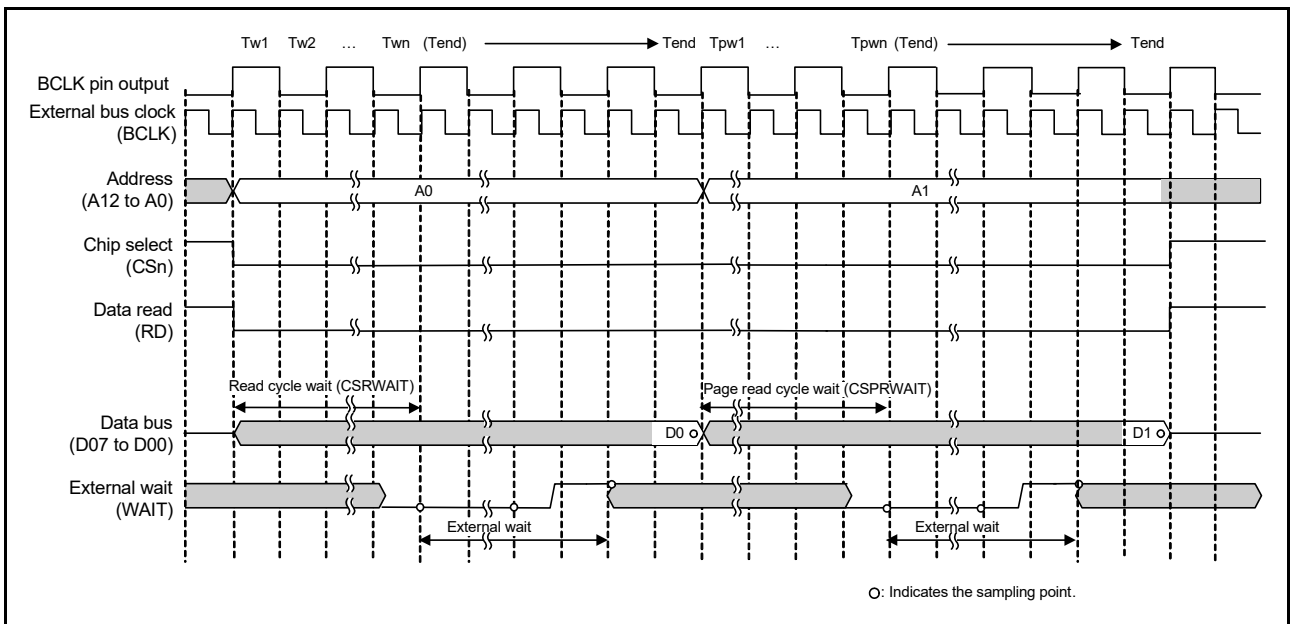 Tw1 Tw2 … Twn (Tend) Tend Tpw1 … Tpwn (Tend) Tend
BCLK pin output
External bus clock
(BCLK)
Address
(A12 to A0)
A0 A1
Chip select
(CSn)
Data read
(RD)
Read cycle wait (CSRWAIT) Page read cycle wait (CSPRWAIT)
Data bus
(D07 to D00)
D0 D1
External wait
(WAIT)
External wait External wait
: Indicates the sampling point.